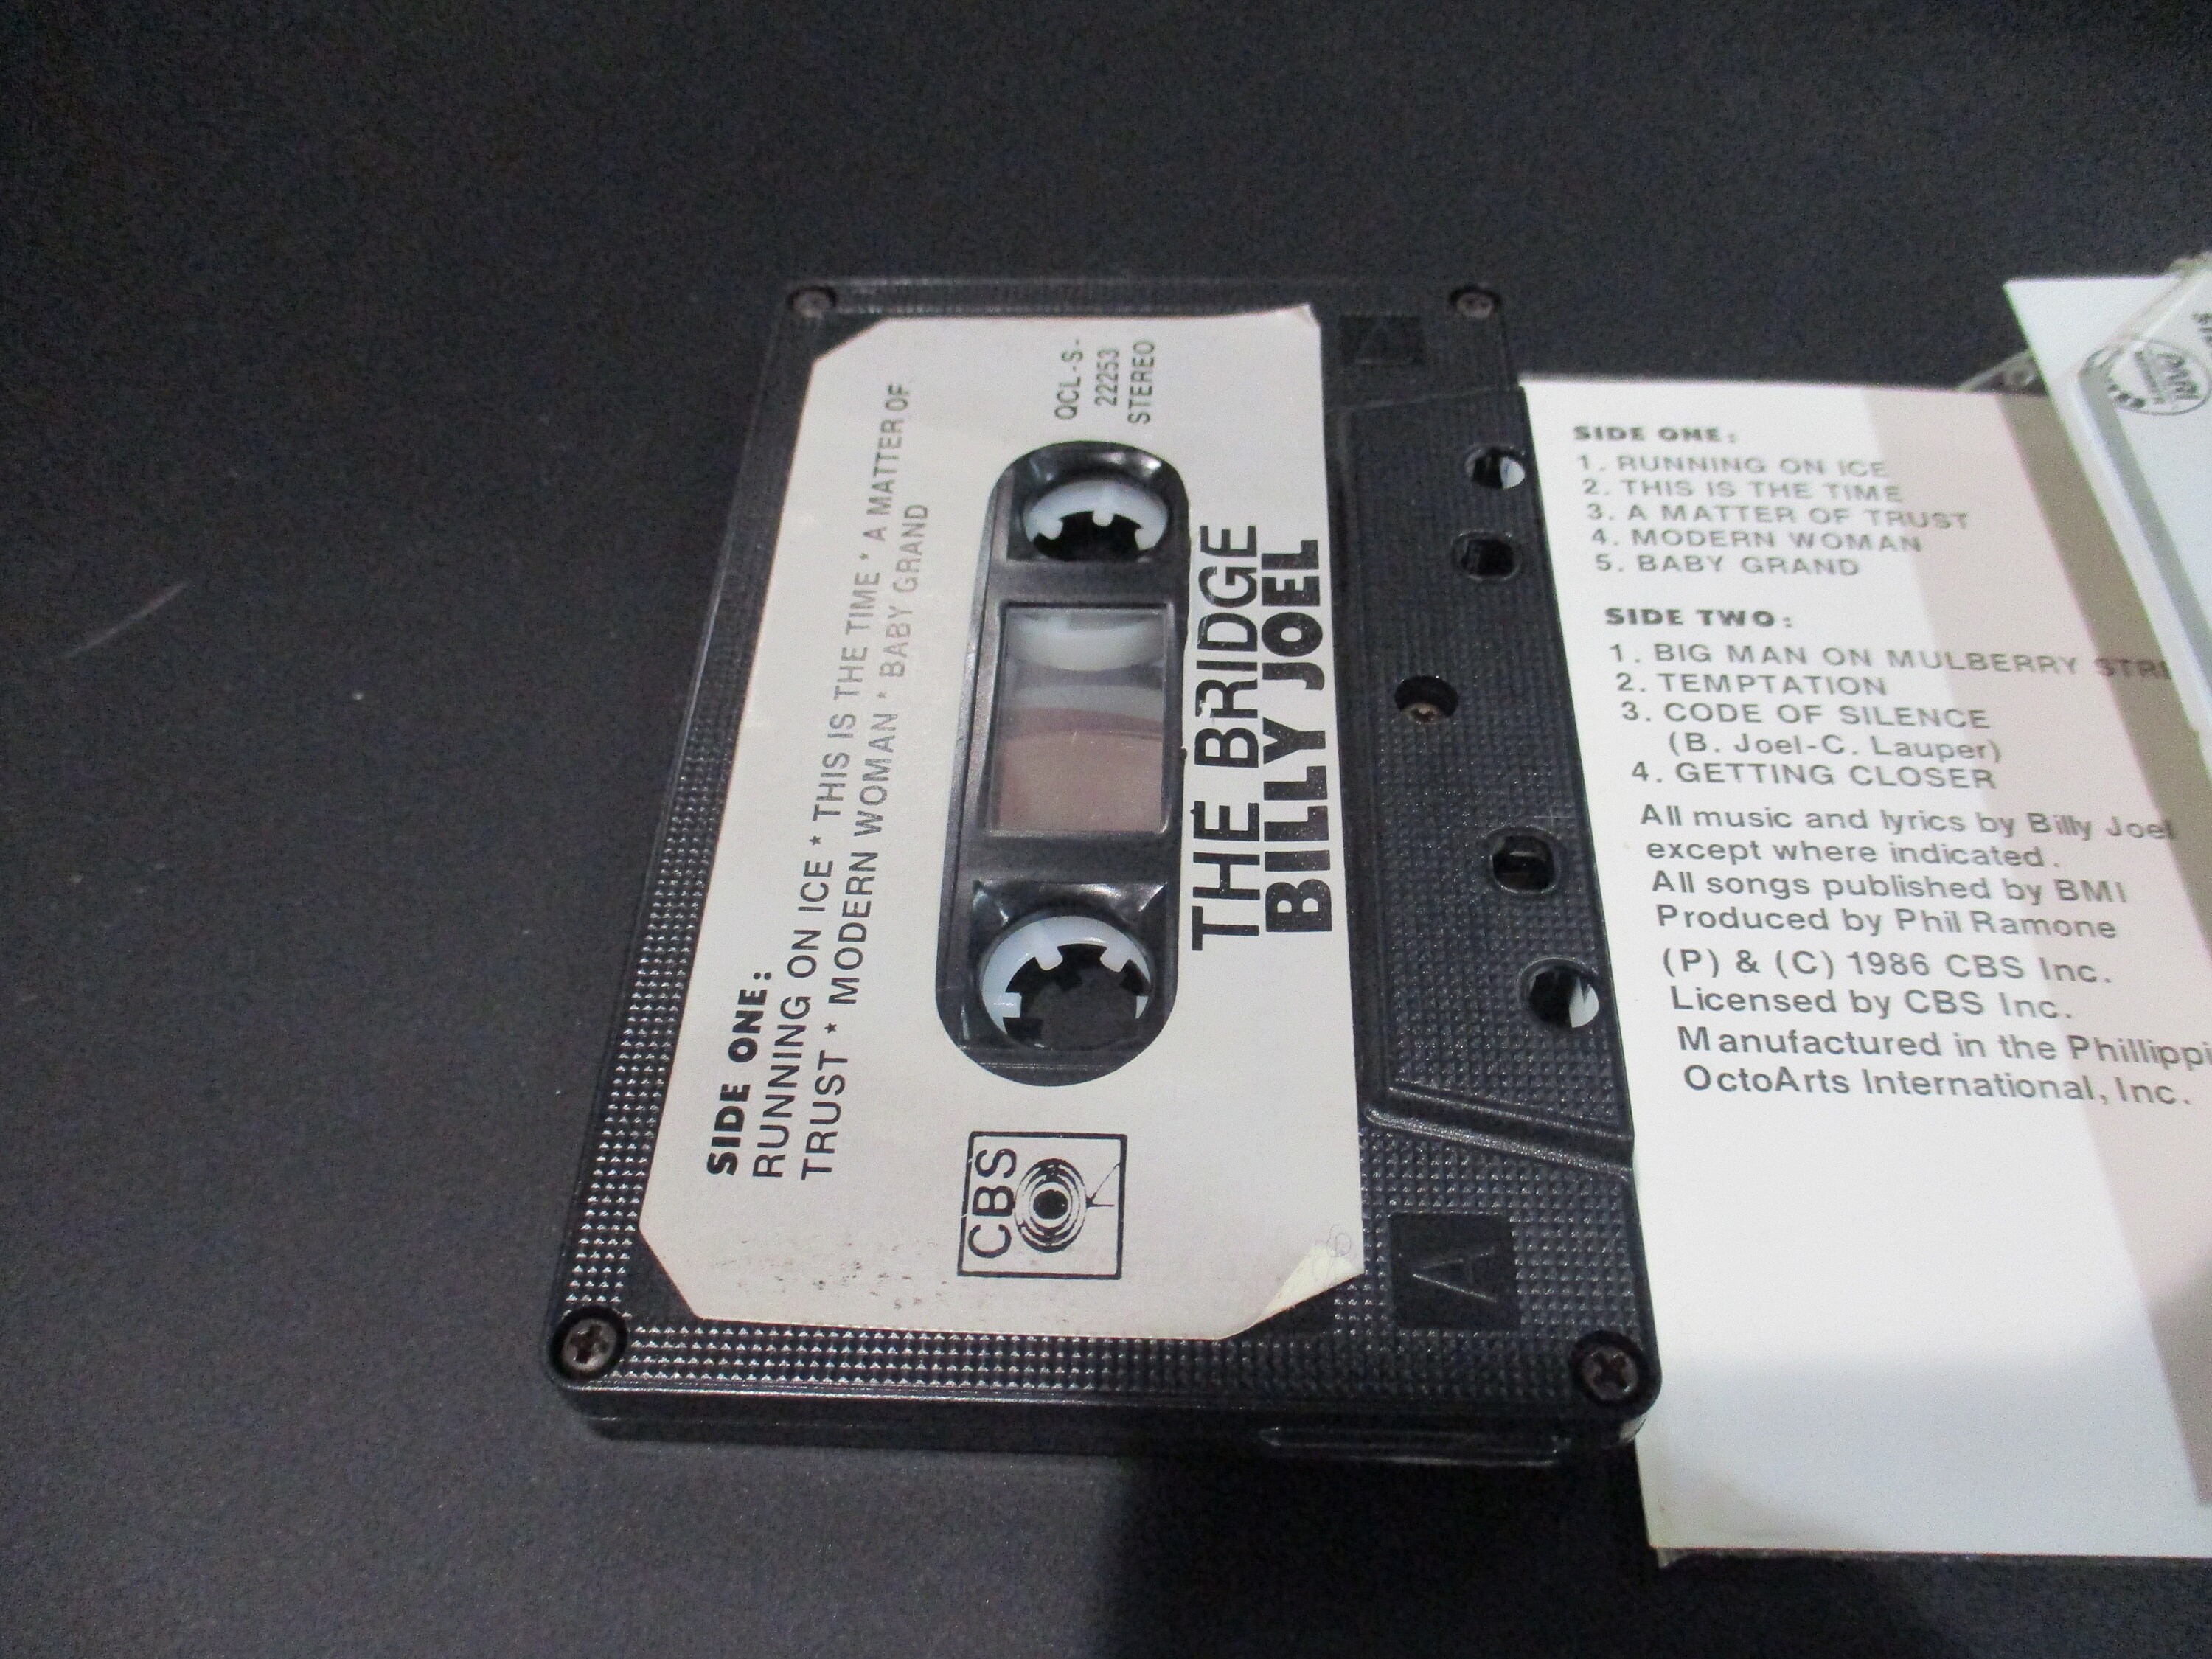 SIDE ONE:
RUNNING ON ICE * THIS IS THE TIME * A MATTER OF
TRUST * MODERN WOMAN * BABY GRAND
QCL-S-
22253
STEREO
CBS
THE BRIDGE
BILLY JOEL
A
SIDE ONE:
1. RUNNING ON ICE
2. THIS IS THE TIME
3. A MATTER OF TRUST
4. MODERN WOMAN
5. BABY GRAND
SIDE TWO:
1. BIG MAN ON MULBERRY
2. TEMPTATION
3. CODE OF SILENCE
(B. Joel-C. Lauper)
4. GETTING CLOSER
All music and lyrics by Billy Joel
except where indicated.
All songs published by BMI
Produced by Phil Ramone
(P) & (C) 1986 CBS Inc.
Licensed by CBS Inc.
Manufactured in the
OctoArts International, Inc.